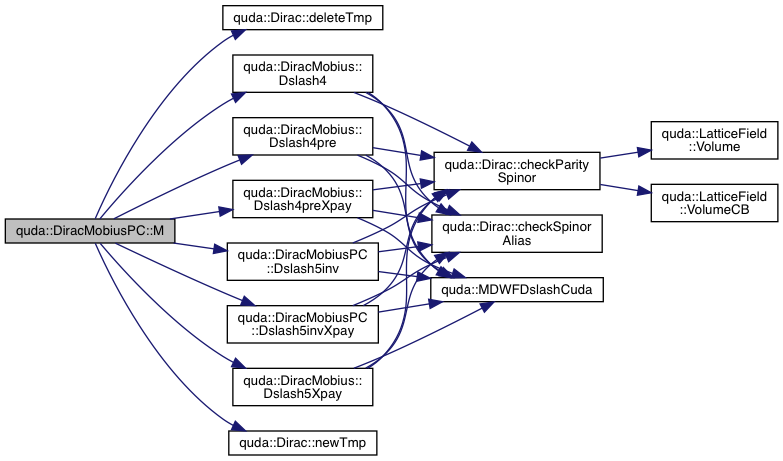 quda::DiracMobiusPC::M
quda::Dirac::deleteTmp
quda::DiracMobius::
Dslash4
quda::DiracMobius::
Dslash4pre
quda::DiracMobius::
Dslash4preXpay
quda::DiracMobiusPC
::Dslash5inv
quda::DiracMobiusPC
::Dslash5invXpay
quda::DiracMobius::
Dslash5Xpay
quda::Dirac::newTmp
quda::Dirac::checkParity
Spinor
quda::Dirac::checkSpinor
Alias
quda::MDWFDslashCuda
quda::LatticeField
::Volume
quda::LatticeField
::VolumeCB